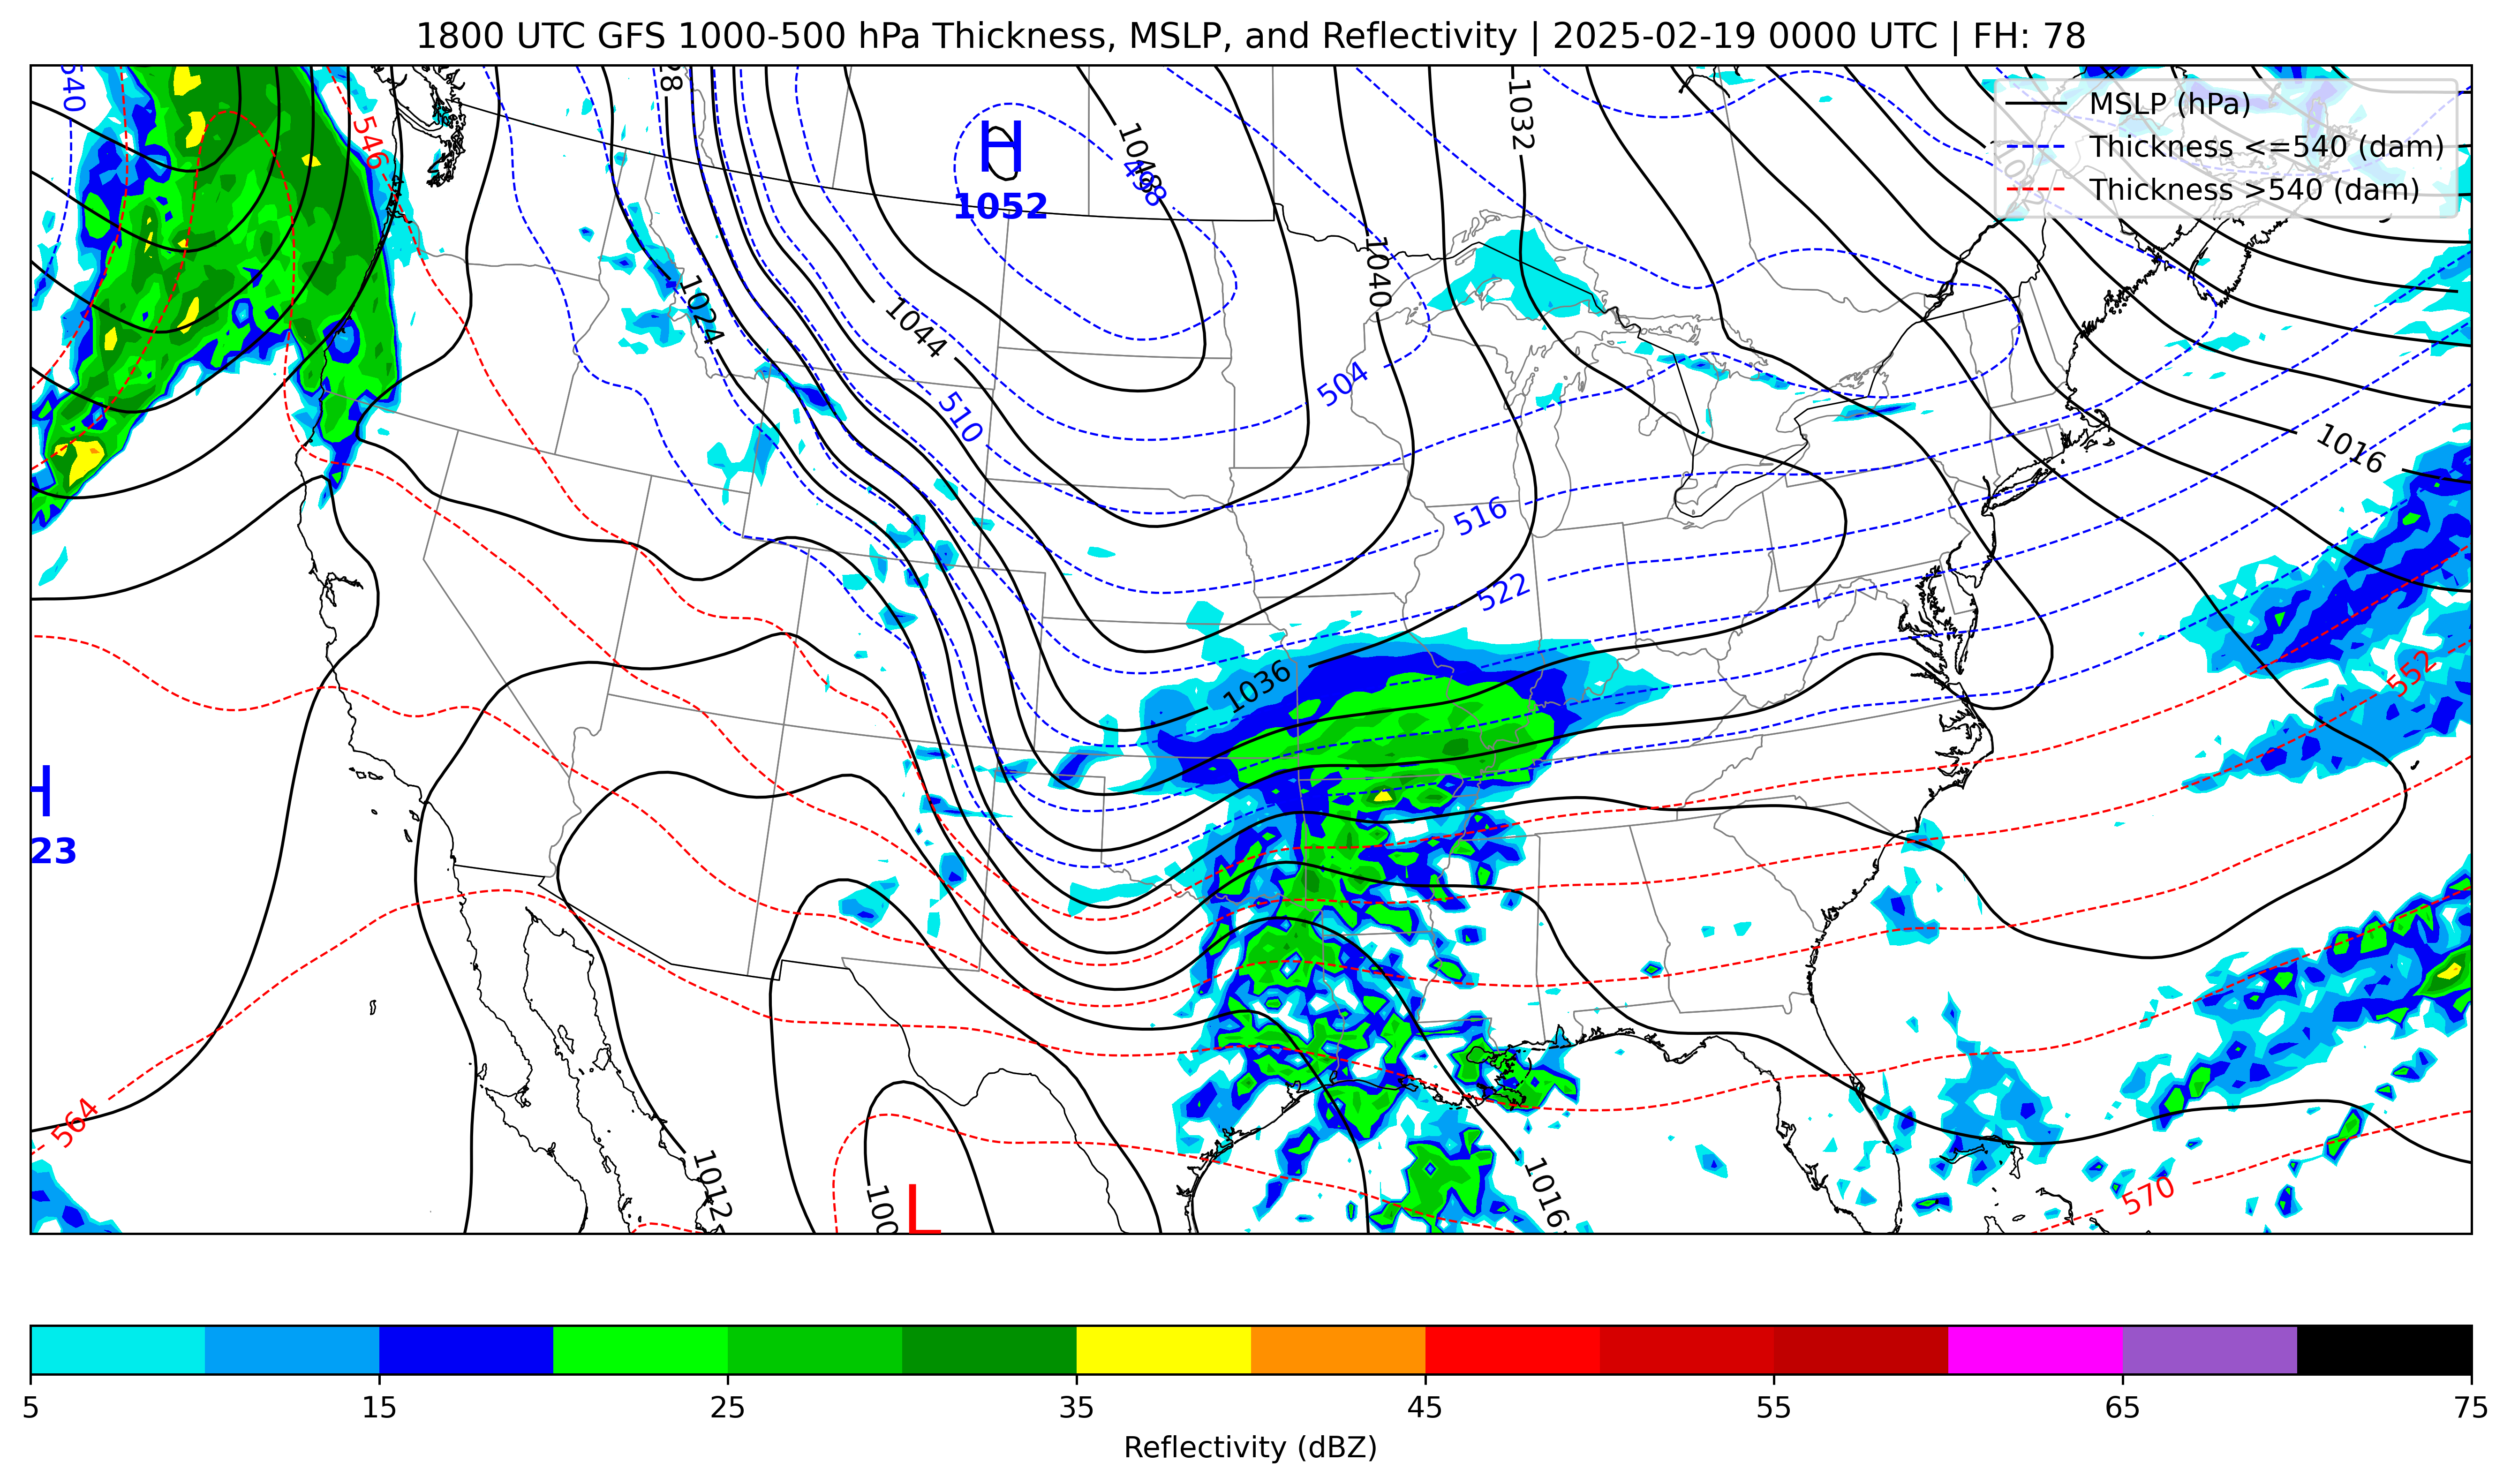 1800 UTC GFS 1000-500 hPa Thickness, MSLP, and Reflectivity | 2025-02-19 0000 UTC | FH: 78
MSLP (hPa)
Thickness <=540 (dam)
Thickness >540 (dam)
540
546
H
1052
1048
498
1032
1040
1024
1044
504
510
1016
516
522
1036
552
H
23
564
1012
100
L
1016
570
5 15 25 35 45 55 65 75
Reflectivity (dBZ)